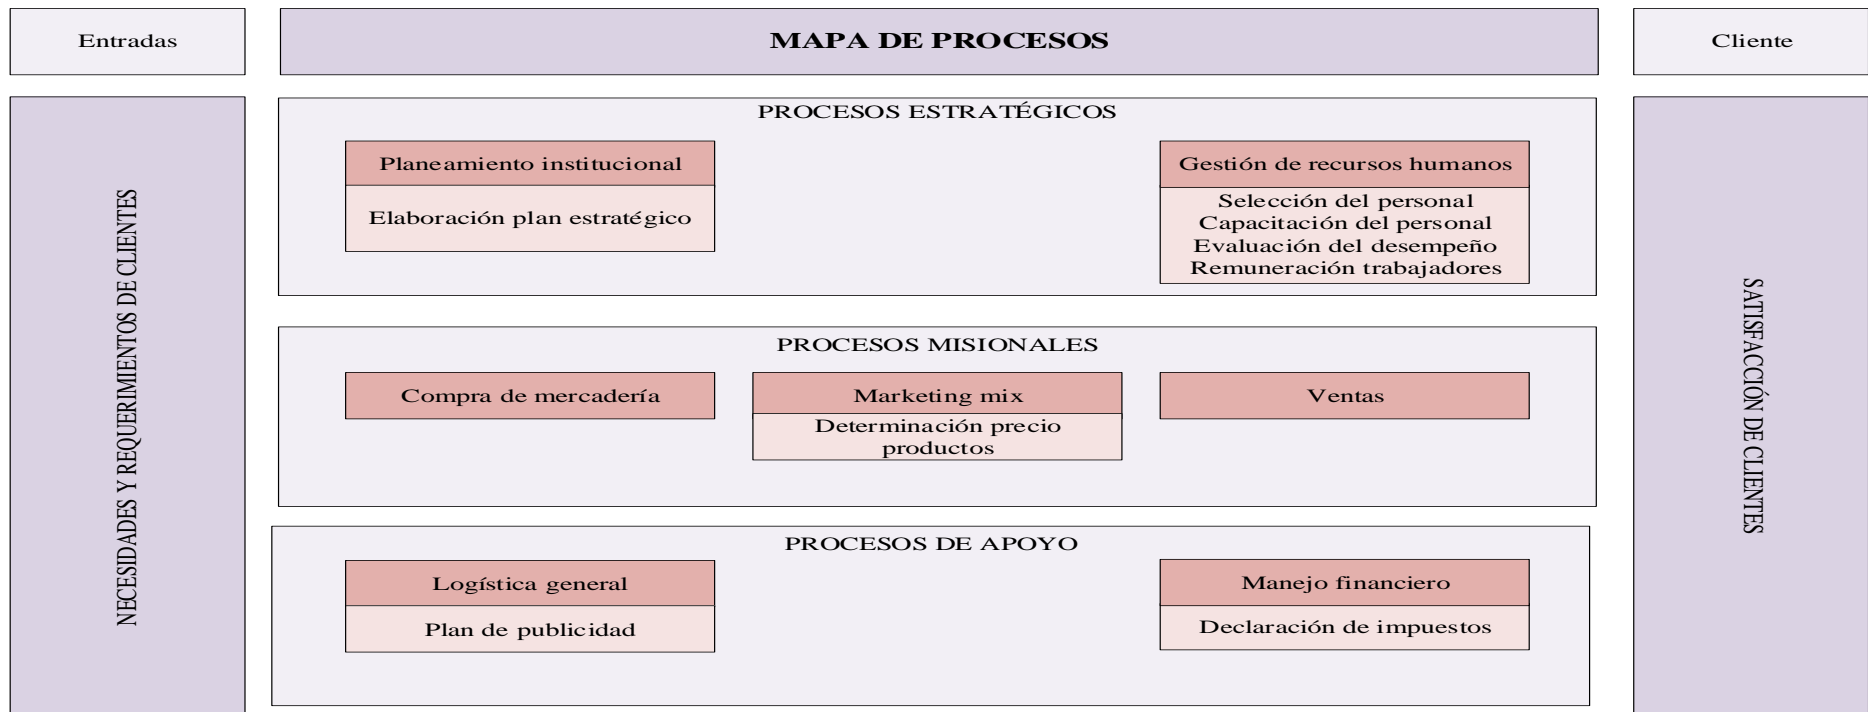 Entradas
MAPA DE PROCESOS
Cliente
NECESIDADES Y REQUERIMIENTOS DE CLIENTES
PROCESOS ESTRATÉGICOS
Planeamiento institucional
Elaboración plan estratégico
Gestión de recursos humanos
Selección del personal
Capacitación del personal
Evaluación del desempeño
Remuneración trabajadores
PROCESOS MISIONALES
Compra de mercadería
Marketing mix
Determinación precio
productos
Ventas
PROCESOS DE APOYO
Logística general
Plan de publicidad
Manejo financiero
Declaración de impuestos
SATISFACCIÓN DE CLIENTES